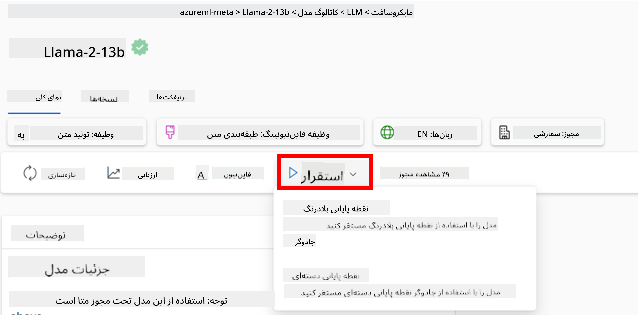 مایکروسافت > LLM > کاتالوگ مدل > azureml-meta > Llama-2-13b
Llama-2-13b
نمای کلی
نسخه‌ها
رتیفکت‌ها
وظیفه: تولید متن
یه
وظیفه فاین‌تیونینگ: طبقه‌بندی متن
زبان‌ها: EN
مجوز: سفارشی
بازه‌سازی
ارزیابی
فاین‌تیون
استقرار
۲۹ مشاهده مجوز
نقطه پایانی بلادرنگ
مدل را با استفاده از نقطه پایانی بلادرنگ مستقر کنید
جادوگر
نقطه پایانی دسته‌ای
مدل را با استفاده از جادوگر نقطه پایانی دسته‌ای مستقر کنید
توضیحات
جزئیات مدل
توجه: استفاده از این مدل تحت مجوز متا است